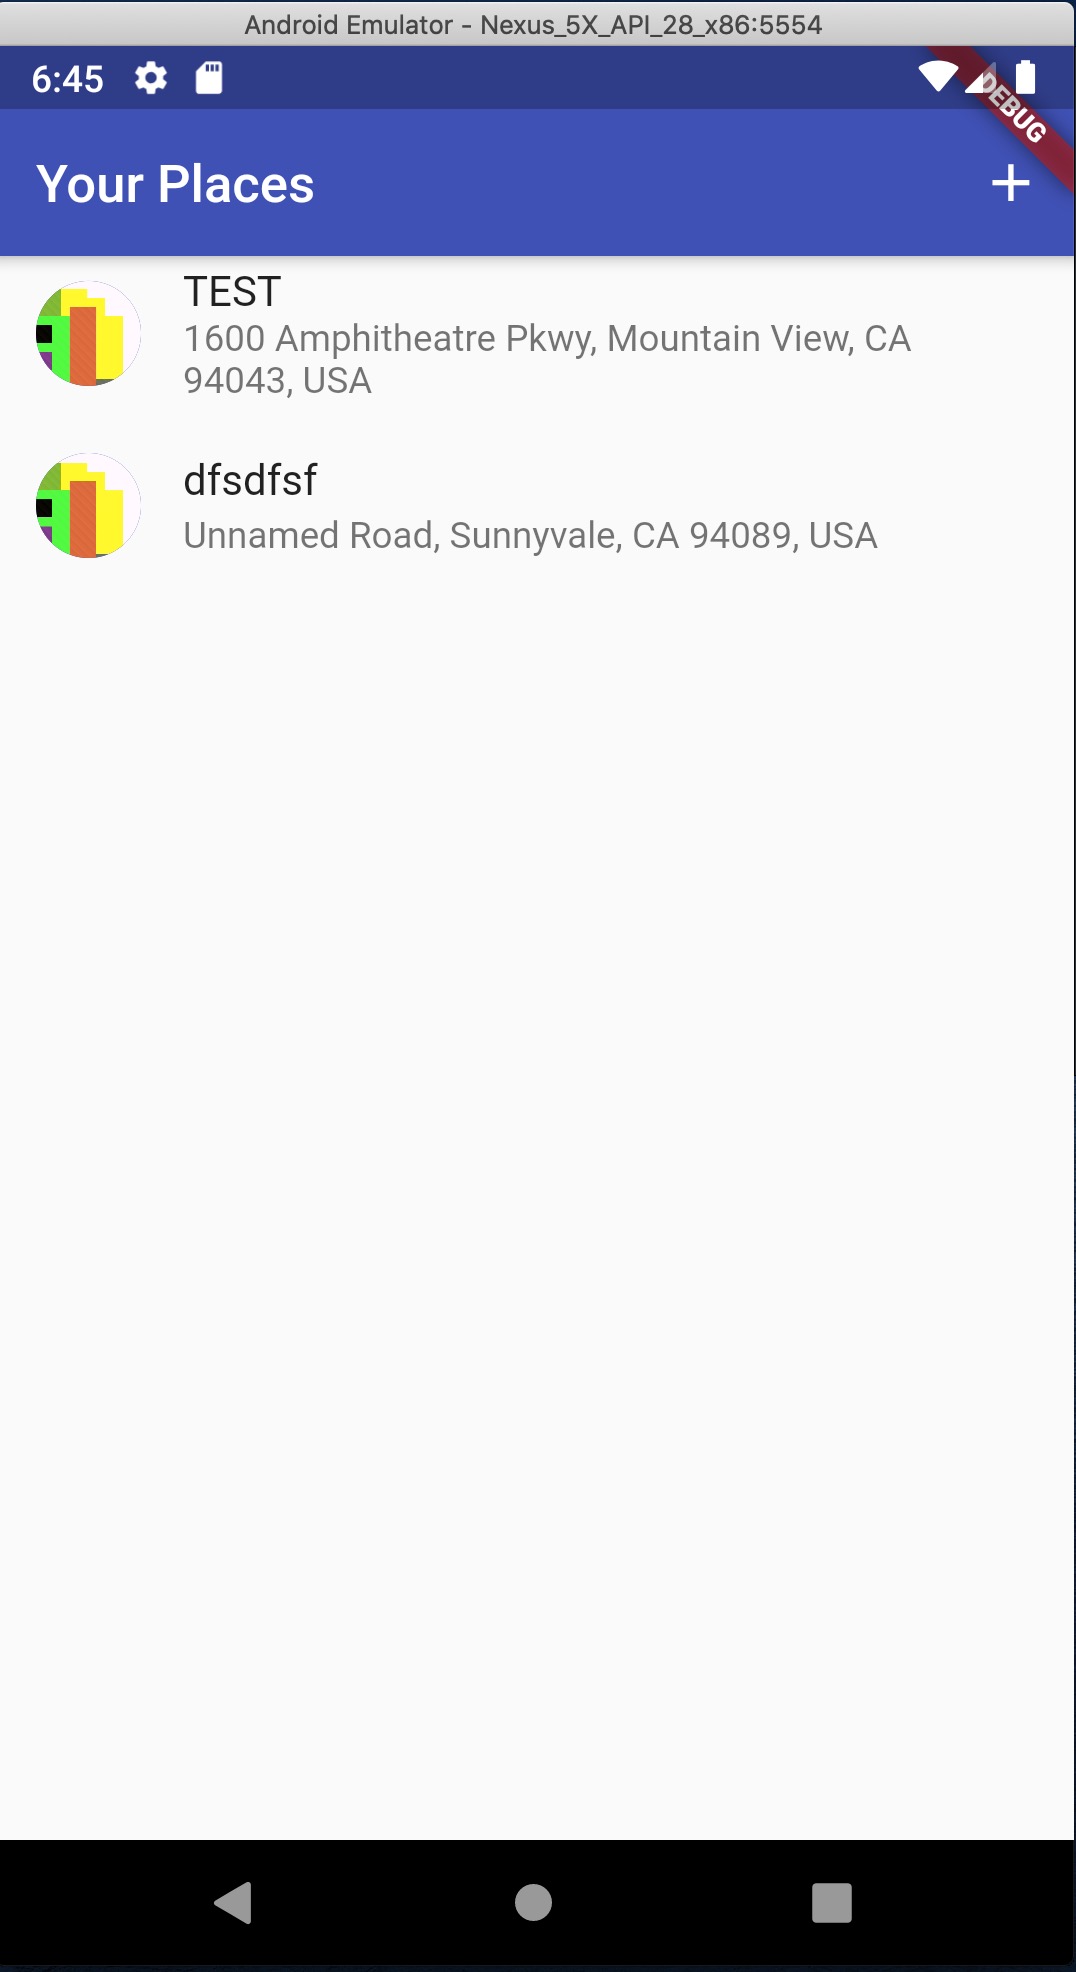 Android Emulator - Nexus_5X_API_28_x86:5554
6:45
DEBUG
Your Places
TEST
1600 Amphitheatre Pkwy, Mountain View, CA
94043, USA
dfsdfsf
Unnamed Road, Sunnyvale, CA 94089, USA